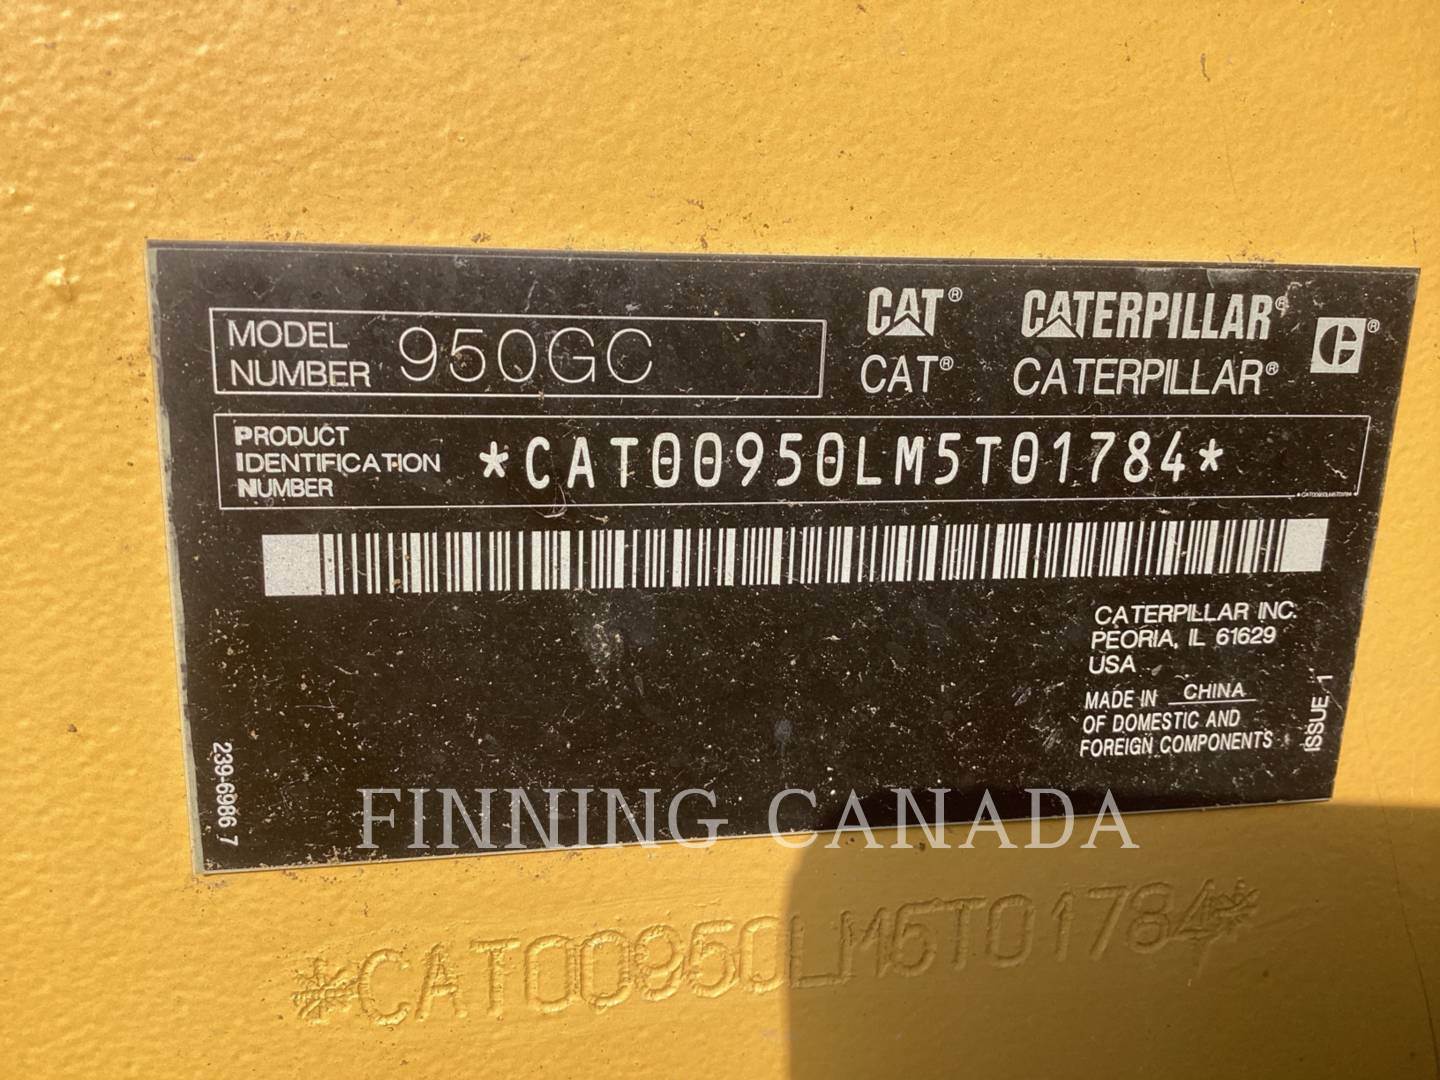 MODEL NUMBER 950GC
CAT® CATERPILLAR®
CAT® CATERPILLAR®
PRODUCT IDENTIFICATION NUMBER *CAT00950LM5T01784*
*CAT00950LM5T01784*
CATERPILLAR INC.
PEORIA, IL 61629
USA
MADE IN CHINA
OF DOMESTIC AND
FOREIGN COMPONENTS
ISSUE 1
239-6986 7
FINNING CANADA
*CAT00950LM5T01784*